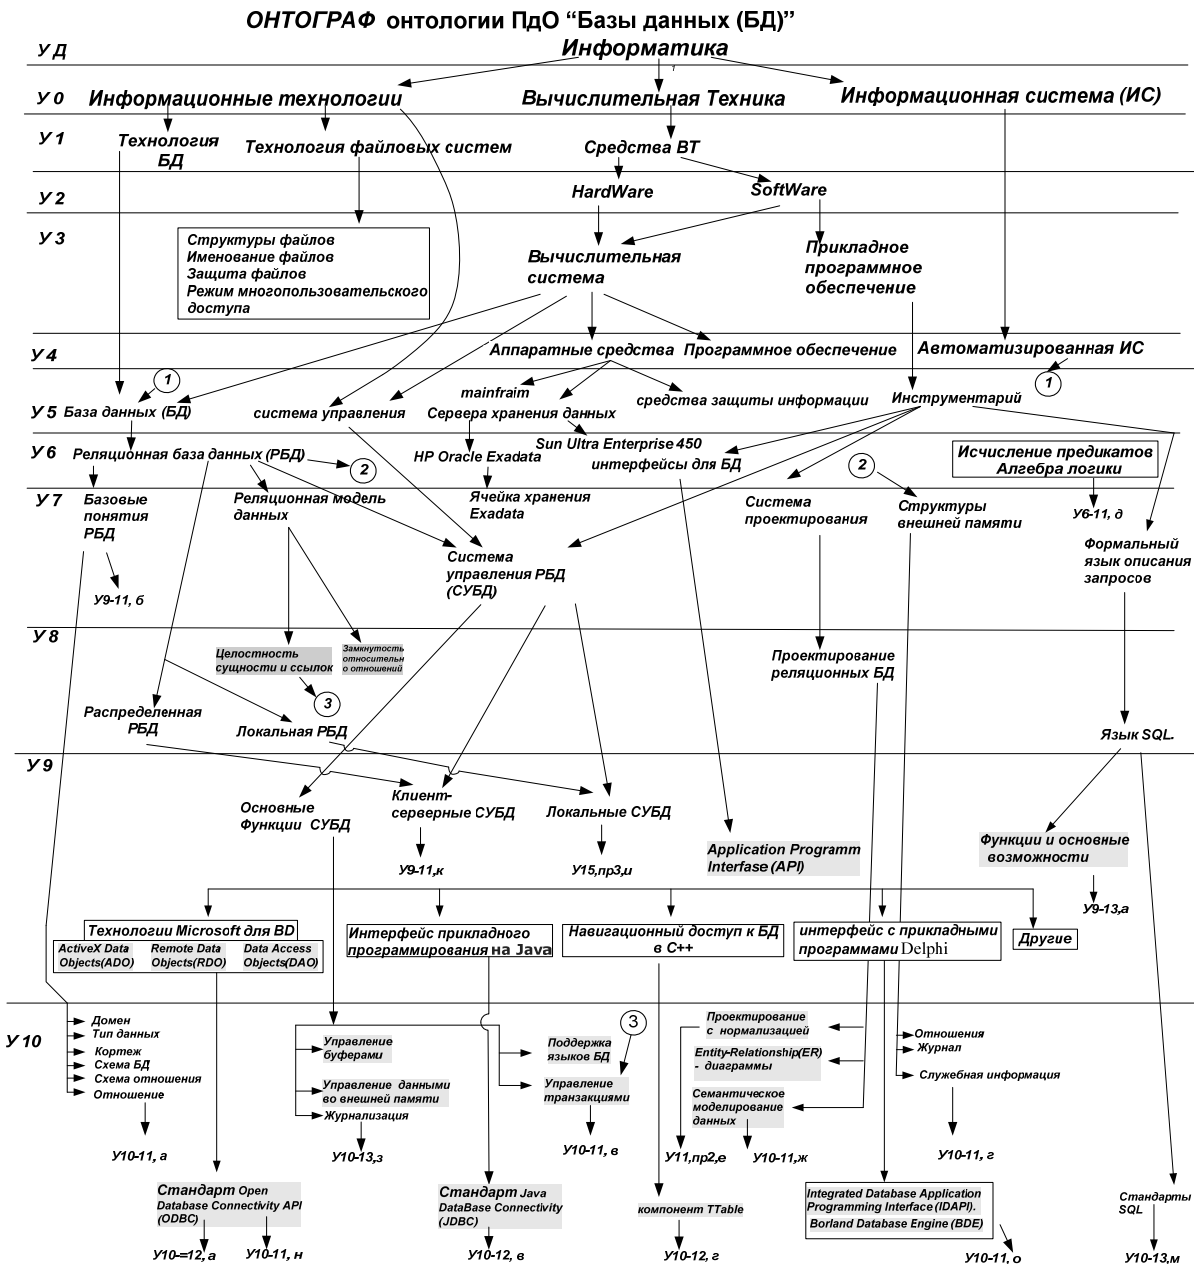 ОНТОГРАФ онтологии ПдО “Базы данных (БД)”
У Д
Информатика
У 0
Информационные технологии
Вычислительная Техника
Информационная система (ИС)
У 1
Технология
БД
Технология файловых систем
Средства ВТ
У 2
HardWare
SoftWare
У 3
Структуры файлов
Именование файлов
Защита файлов
Режим многопользовательского
доступа
Вычислительная
система
Прикладное
программное
обеспечение
У 4
Аппаратные средства
Программное обеспечение
Автоматизированная ИС
1
1
У 5
База данных (БД)
система управления
mainfraim
Сервера хранения данных
средства защиты информации
Инструментарий
У 6
Реляционная база данных (РБД)
2
HP Oracle Exadata
Sun Ultra Enterprise 450
интерфейсы для БД
2
Исчисление предикатов
Алгебра логики
У 7
Базовые
понятия
РБД
Реляционная модель
данных
Ячейка хранения
Exadata
Система
проектирования
Структуры
внешней памяти
У6-11, д
Система
управления РБД
(СУБД)
Формальный
язык описания
запросов
У9-11, б
У 8
Целостность
сущности и ссылок
Замкнутость
относительн
о отношений
Проектирование
реляционных БД
3
Распределенная
РБД
Локальная РБД
Язык SQL.
У 9
Основные
Функции СУБД
Клиент-
серверные СУБД
Локальные СУБД
Application Programm
Interfase (API)
Функции и основные
возможности
У9-11,к
У15,пр3,и
У9-13,а
Технологии Microsoft для BD
ActiveX Data
Objects(ADO)
Remote Data
Objects(RDO)
Data Access
Objects(DAO)
Интерфейс прикладного
программирования на Java
Навигационный доступ к БД
в С++
интерфейс с прикладными
программами Delphi
Другие
У 10
Домен
Тип данных
Кортеж
Схема БД
Схема отношения
Отношение
Управление
буферами
Управление данными
во внешней памяти
Журнализация
Поддержка
языков БД
3
Управление
транзакциями
Проектирование
с нормализацией
Entity-Relationship(ER)
- диаграммы
Семантическое
моделирование
данных
Отношения
Журнал
Служебная информация
У10-11, а
У10-13,з
У10-11, в
У11,пр2,е
У10-11,ж
У10-11, г
Стандарт Open
Database Connectivity API
(ODBC)
Стандарт Java
DataBase Connectivity
(JDBC)
компонент TTable
Integrated Database Application
Programming Interface (IDAPI).
Borland Database Engine (BDE)
Стандарты
SQL
У10-=12, а
У10-11, н
У10-12, в
У10-12, г
У10-11, о
У10-13,м